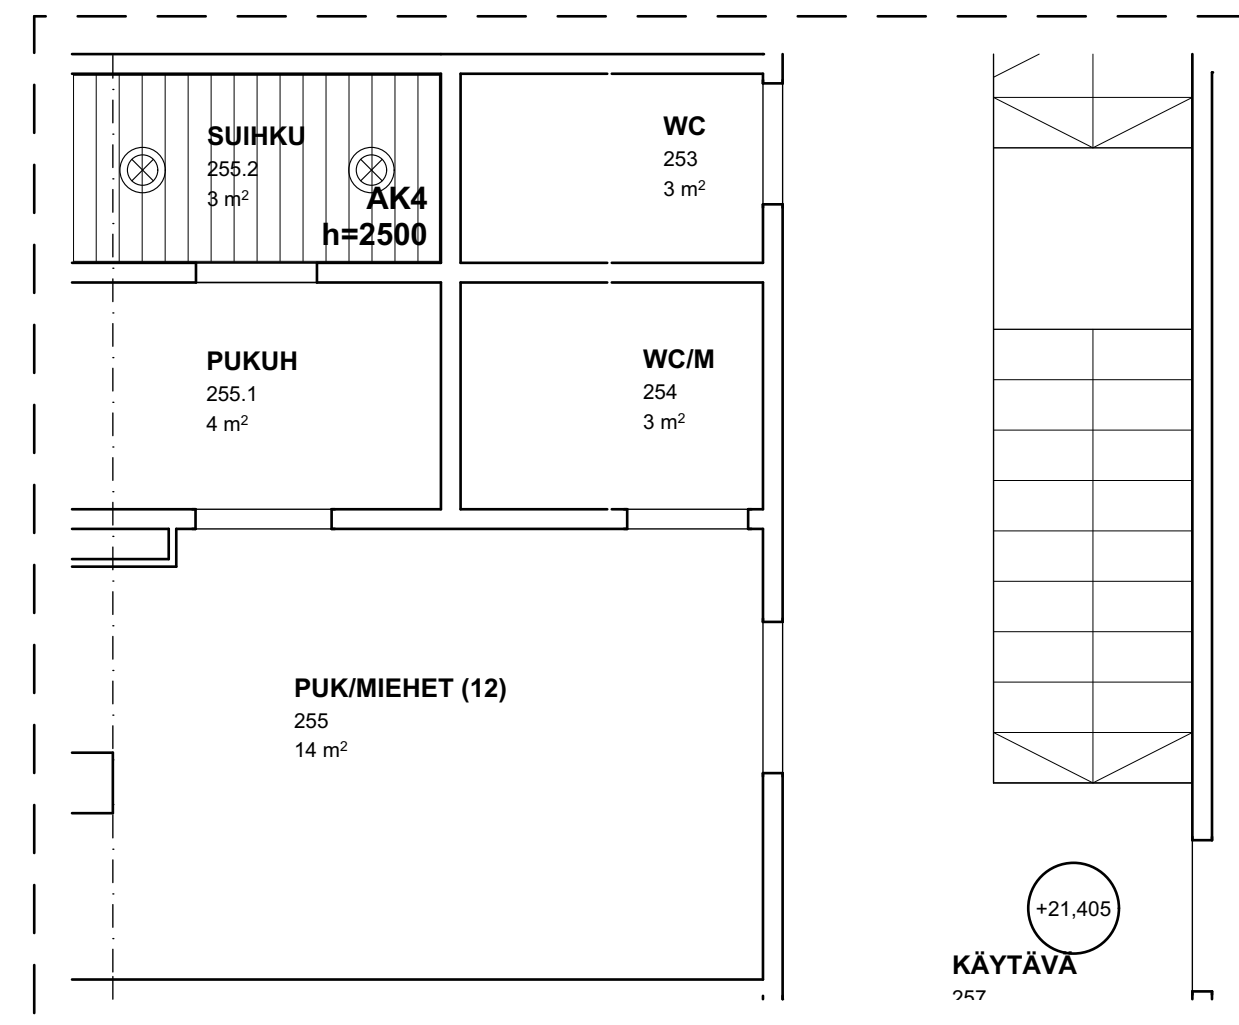 SUIHKU
255.2
3 m²
AK4
h=2500
WC
253
3 m²
PUKUH
255.1
4 m²
WC/M
254
3 m²
PUK/MIEHET (12)
255
14 m²
+21,405
KÄYTÄVÄ
257